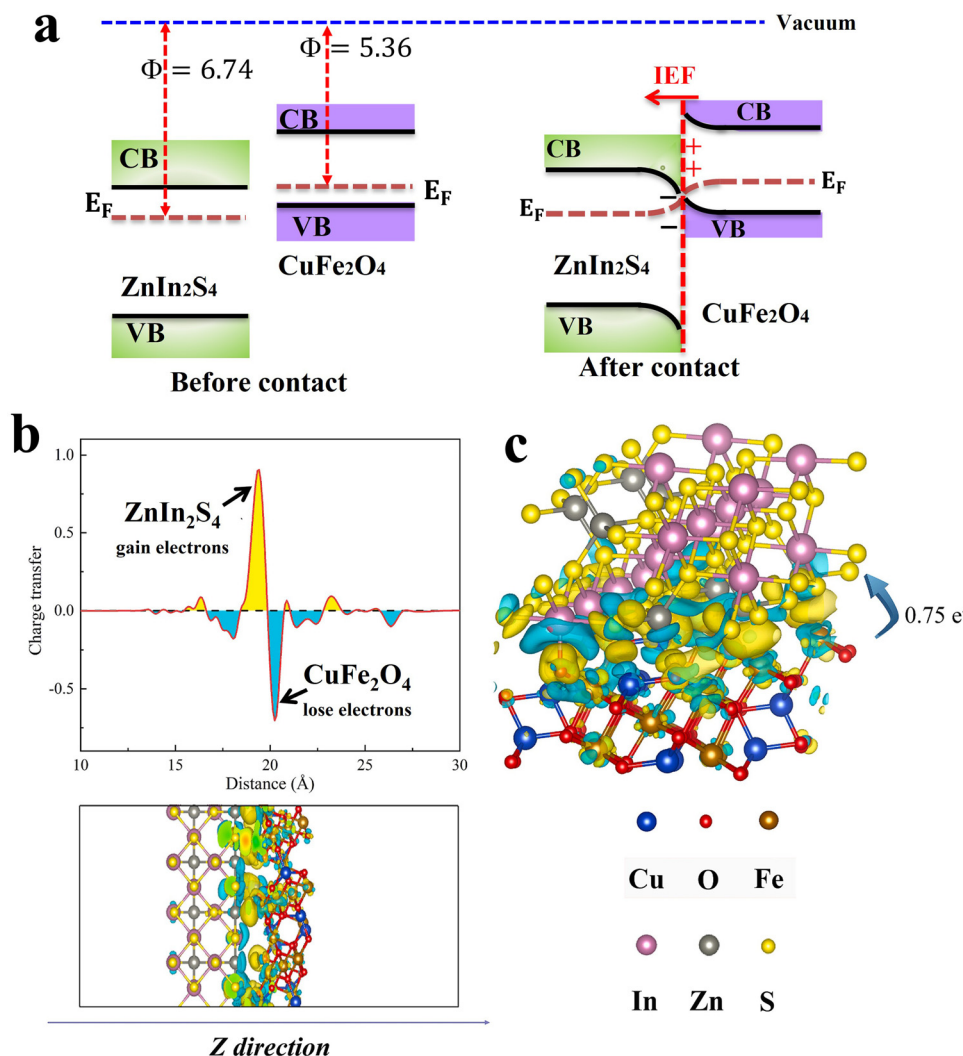 a
Vacuum
Φ = 6.74
Φ = 5.36
IEF
CB
CB
CB
CB
E_F
E_F
E_F
E_F
VB
VB
ZnIn₂S₄
CuFe₂O₄
ZnIn₂S₄
CuFe₂O₄
VB
VB
+
+
−
−
Before contact
After contact
b
Charge transfer
1.0
0.5
0.0
-0.5
ZnIn₂S₄
gain electrons
CuFe₂O₄
lose electrons
10 15 20 25 30
Distance (Å)
Z direction
c
0.75 e
Cu O Fe
In Zn S